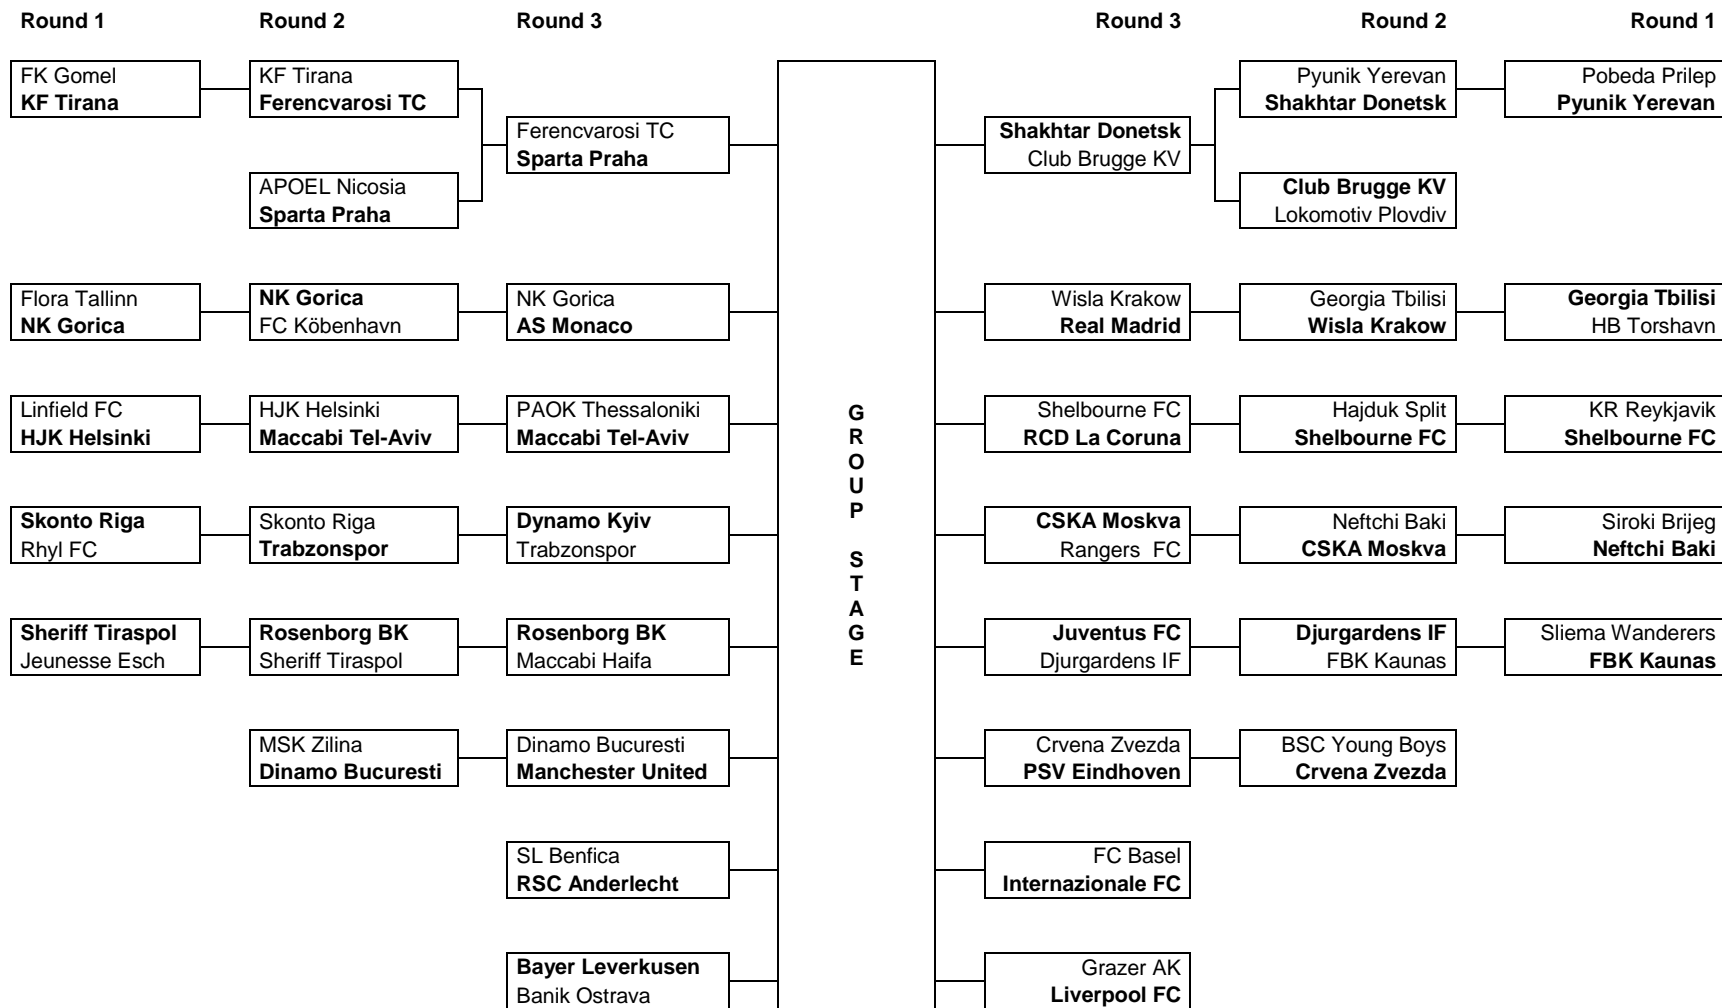 Round 1
Round 2
Round 3
Round 3
Round 2
Round 1
FK Gomel
KF Tirana
KF Tirana
Ferencvarosi TC
Ferencvarosi TC
Sparta Praha
APOEL Nicosia
Sparta Praha
Shakhtar Donetsk
Club Brugge KV
Pyunik Yerevan
Shakhtar Donetsk
Club Brugge KV
Lokomotiv Plovdiv
Pobeda Prilep
Pyunik Yerevan
Flora Tallinn
NK Gorica
NK Gorica
FC Köbenhavn
NK Gorica
AS Monaco
Wisla Krakow
Real Madrid
Georgia Tbilisi
Wisla Krakow
Georgia Tbilisi
HB Torshavn
Linfield FC
HJK Helsinki
HJK Helsinki
Maccabi Tel-Aviv
PAOK Thessaloniki
Maccabi Tel-Aviv
Shelbourne FC
RCD La Coruna
Hajduk Split
Shelbourne FC
KR Reykjavik
Shelbourne FC
Skonto Riga
Rhyl FC
Skonto Riga
Trabzonspor
Dynamo Kyiv
Trabzonspor
CSKA Moskva
Rangers  FC
Neftchi Baki
CSKA Moskva
Siroki Brijeg
Neftchi Baki
Sheriff Tiraspol
Jeunesse Esch
Rosenborg BK
Sheriff Tiraspol
Rosenborg BK
Maccabi Haifa
Juventus FC
Djurgardens IF
Djurgardens IF
FBK Kaunas
Sliema Wanderers
FBK Kaunas
MSK Zilina
Dinamo Bucuresti
Dinamo Bucuresti
Manchester United
Crvena Zvezda
PSV Eindhoven
BSC Young Boys
Crvena Zvezda
SL Benfica
RSC Anderlecht
FC Basel
Internazionale FC
Bayer Leverkusen
Banik Ostrava
Grazer AK
Liverpool FC
GROUP STAGE